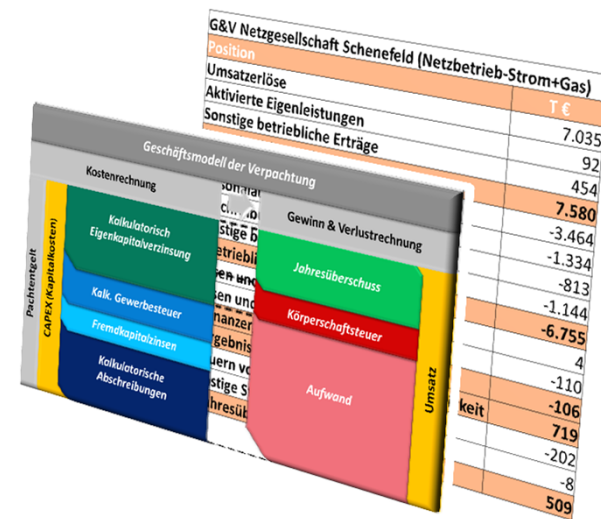 G&V Netzgesellschaft Schenefeld (Netzbetrieb-Strom+Gas)
Position T €
Umsatzerlöse 7.035
Aktivierte Eigenleistungen 92
Sonstige betriebliche Erträge 454
7.580
-3.464
-1.334
-813
-1.144
-6.755
4
-110
-106
keit 719
-202
-8
509
Geschäftsmodell der Verpachtung
Kostenrechnung
Gewinn & Verlustrechnung
Pachtentgelt
CAPEX (Kapitalkosten)
Kalkulatorisch
Eigenkapitalverzinsung
Kalk. Gewerbesteuer
Fremdkapitalzinsen
Kalkulatorische
Abschreibungen
Jahresüberschuss
Körperschaftsteuer
Aufwand
Umsatz